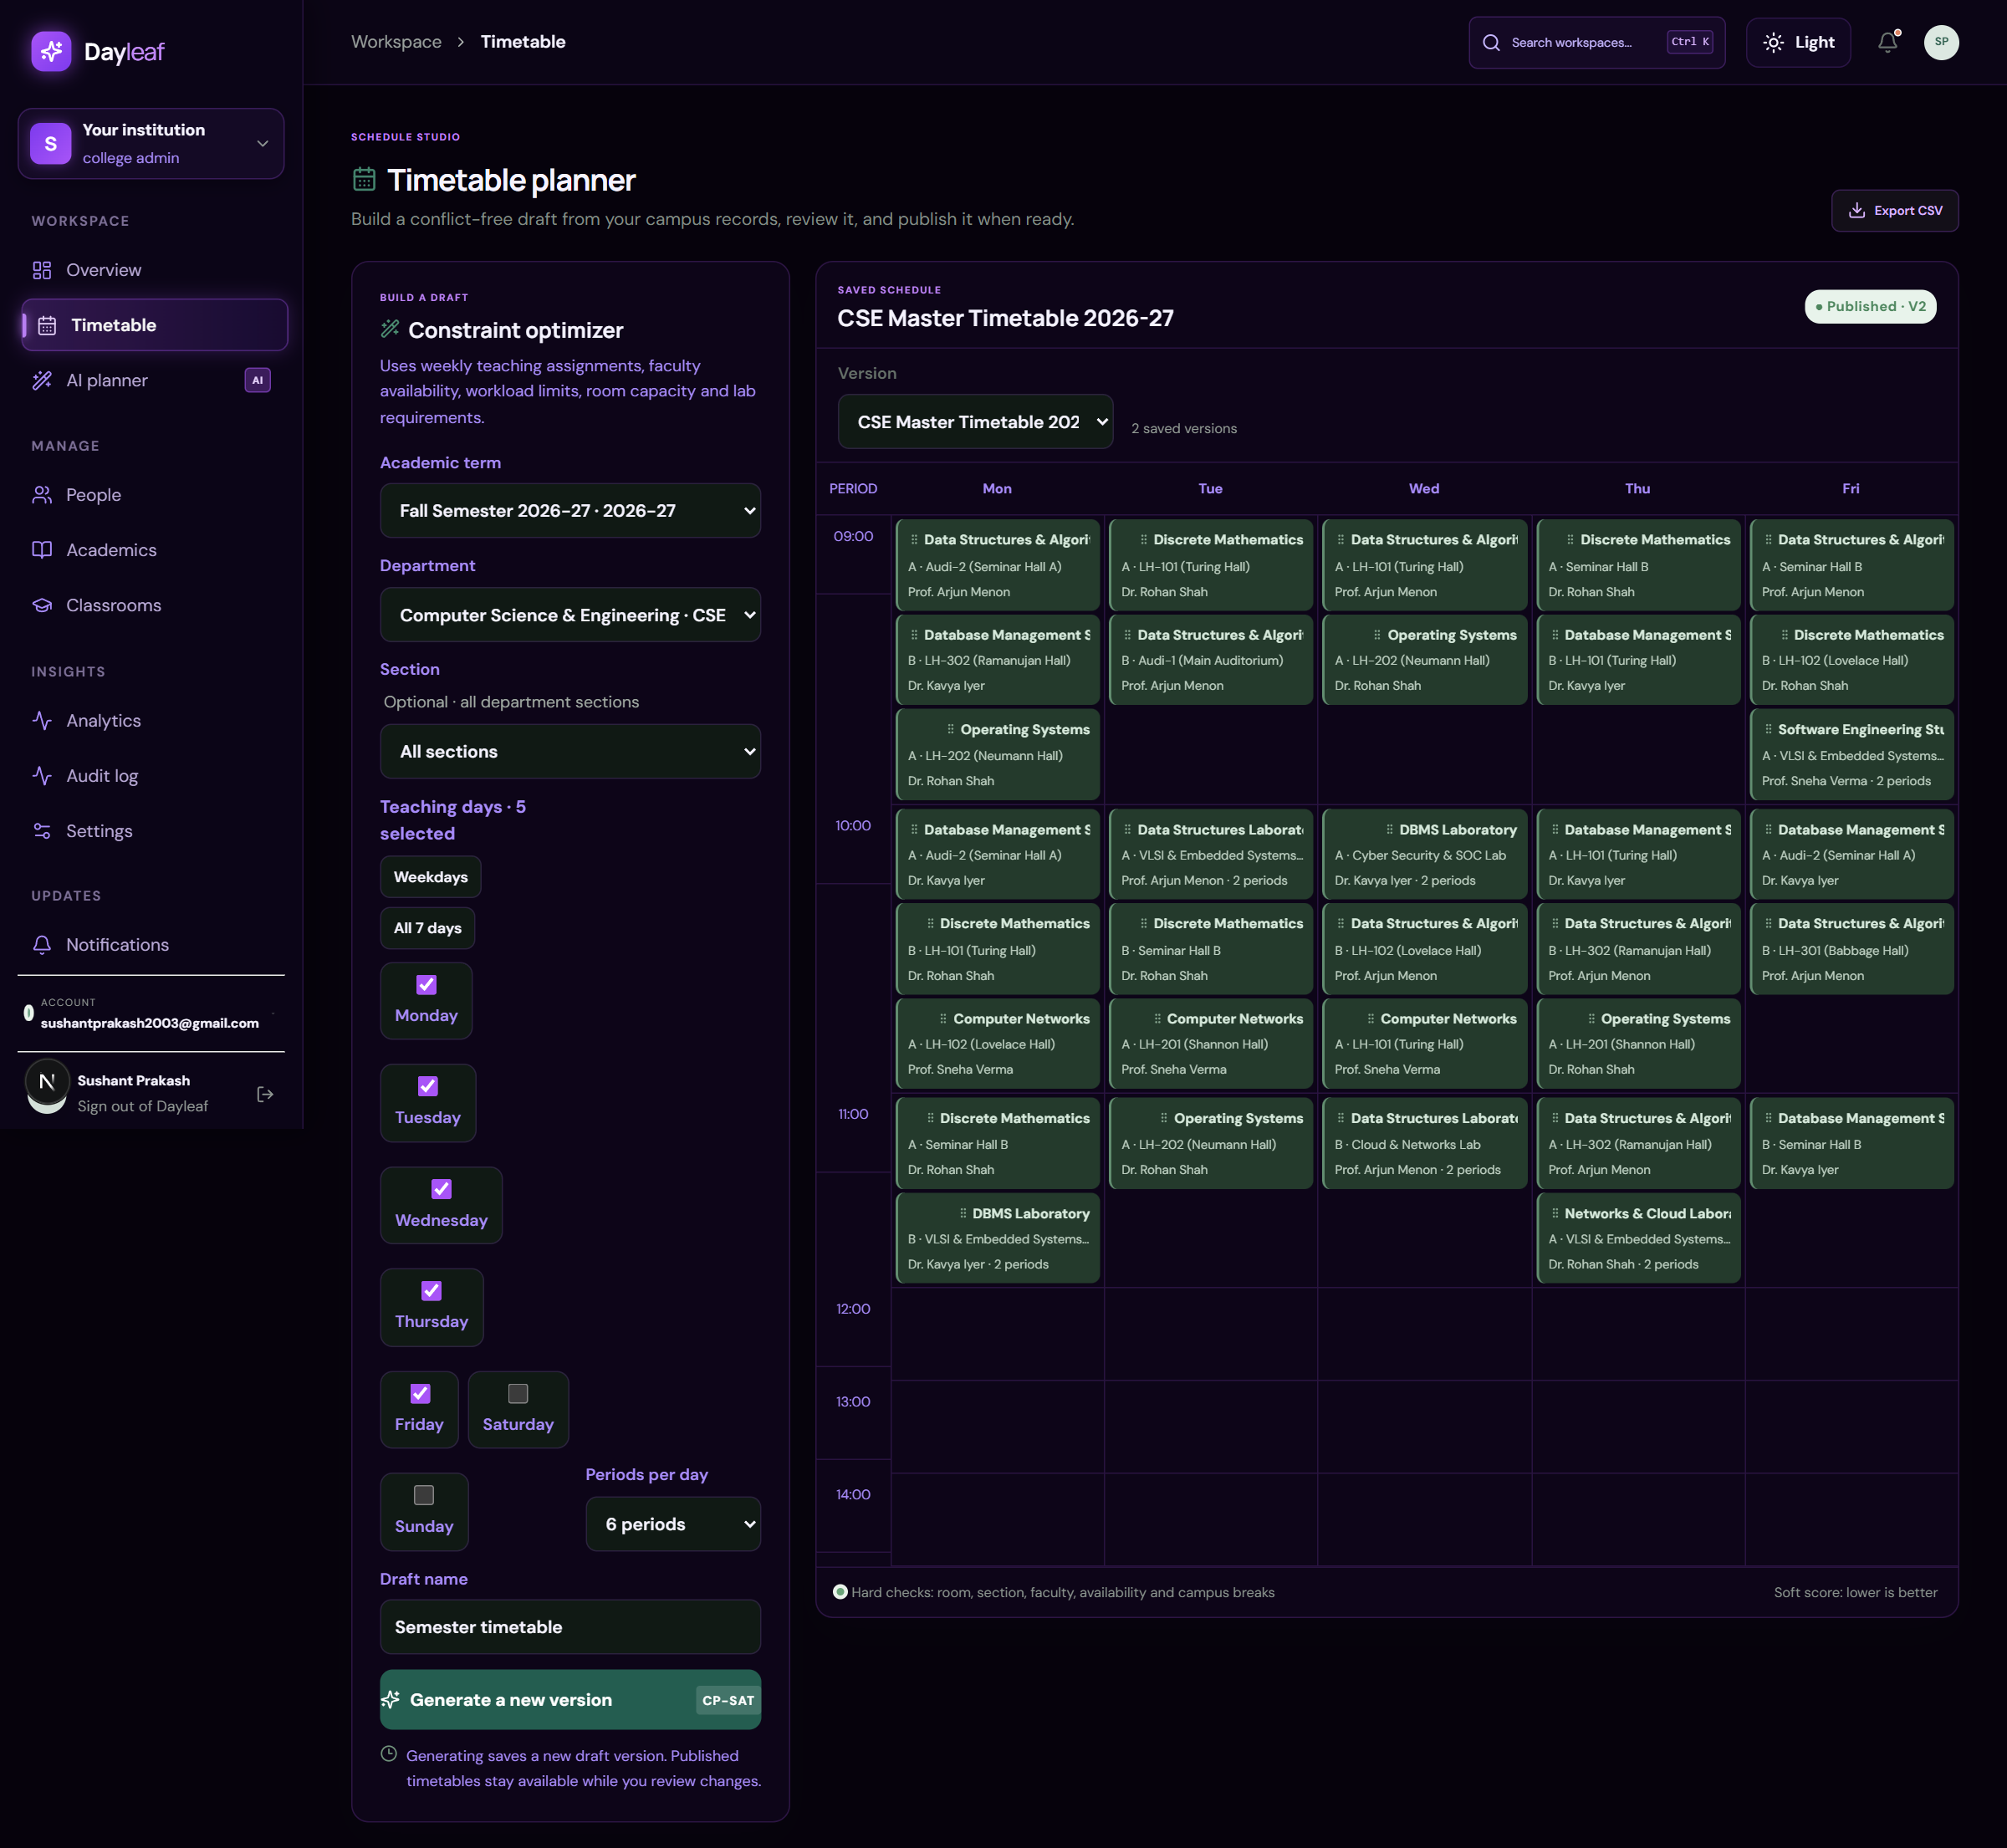 Dayleaf
S
Your institution
college admin
WORKSPACE
Overview
Timetable
AI planner
AI
MANAGE
People
Academics
Classrooms
INSIGHTS
Analytics
Audit log
Settings
UPDATES
Notifications
ACCOUNT
sushantprakash2003@gmail.com
N
Sushant Prakash
Sign out of Dayleaf
Workspace > Timetable
Search workspaces...
Ctrl K
Light
SP
SCHEDULE STUDIO
Timetable planner
Build a conflict-free draft from your campus records, review it, and publish it when ready.
Export CSV
BUILD A DRAFT
Constraint optimizer
Uses weekly teaching assignments, faculty
availability, workload limits, room capacity and lab
requirements.
Academic term
Fall Semester 2026-27 · 2026-27
Department
Computer Science & Engineering · CSE
Section
Optional · all department sections
All sections
Teaching days · 5
selected
Weekdays
All 7 days
Monday
Tuesday
Wednesday
Thursday
Friday
Saturday
Sunday
Periods per day
6 periods
Draft name
Semester timetable
Generate a new version
CP-SAT
Generating saves a new draft version. Published
timetables stay available while you review changes.
SAVED SCHEDULE
CSE Master Timetable 2026-27
Published · V2
Version
CSE Master Timetable 202
2 saved versions
PERIOD Mon Tue Wed Thu Fri
09:00
Data Structures & Algorit
A · Audi-2 (Seminar Hall A)
Prof. Arjun Menon
Database Management S
B · LH-302 (Ramanujan Hall)
Dr. Kavya Iyer
Operating Systems
A · LH-202 (Neumann Hall)
Dr. Rohan Shah
Discrete Mathematics
A · LH-101 (Turing Hall)
Dr. Rohan Shah
Data Structures & Algorit
B · Audi-1 (Main Auditorium)
Prof. Arjun Menon
Data Structures & Algorit
A · LH-101 (Turing Hall)
Prof. Arjun Menon
Operating Systems
A · LH-202 (Neumann Hall)
Dr. Rohan Shah
Discrete Mathematics
A · Seminar Hall B
Dr. Rohan Shah
Database Management S
B · LH-101 (Turing Hall)
Dr. Kavya Iyer
Data Structures & Algorit
A · Seminar Hall B
Prof. Arjun Menon
Discrete Mathematics
B · LH-102 (Lovelace Hall)
Dr. Rohan Shah
Software Engineering Stu
A · VLSI & Embedded Systems...
Prof. Sneha Verma · 2 periods
10:00
Database Management S
A · Audi-2 (Seminar Hall A)
Dr. Kavya Iyer
Discrete Mathematics
B · LH-101 (Turing Hall)
Dr. Rohan Shah
Computer Networks
A · LH-102 (Lovelace Hall)
Prof. Sneha Verma
Data Structures Laborato
A · VLSI & Embedded Systems...
Prof. Arjun Menon · 2 periods
Discrete Mathematics
B · Seminar Hall B
Dr. Rohan Shah
Computer Networks
A · LH-201 (Shannon Hall)
Prof. Sneha Verma
DBMS Laboratory
A · Cyber Security & SOC Lab
Dr. Kavya Iyer · 2 periods
Data Structures & Algorit
B · LH-102 (Lovelace Hall)
Prof. Arjun Menon
Computer Networks
A · LH-101 (Turing Hall)
Prof. Sneha Verma
Database Management S
A · LH-101 (Turing Hall)
Dr. Kavya Iyer
Data Structures & Algorit
B · LH-302 (Ramanujan Hall)
Prof. Arjun Menon
Operating Systems
A · LH-201 (Shannon Hall)
Dr. Rohan Shah
Database Management S
A · Audi-2 (Seminar Hall A)
Dr. Kavya Iyer
Data Structures & Algorit
B · LH-301 (Babbage Hall)
Prof. Arjun Menon
11:00
Discrete Mathematics
A · Seminar Hall B
Dr. Rohan Shah
DBMS Laboratory
B · VLSI & Embedded Systems...
Dr. Kavya Iyer · 2 periods
Operating Systems
A · LH-202 (Neumann Hall)
Dr. Rohan Shah
Data Structures Laborato
B · Cloud & Networks Lab
Prof. Arjun Menon · 2 periods
Data Structures & Algorit
A · LH-302 (Ramanujan Hall)
Prof. Arjun Menon
Networks & Cloud Labora
A · VLSI & Embedded Systems...
Dr. Rohan Shah · 2 periods
Database Management S
B · Seminar Hall B
Dr. Kavya Iyer
12:00
13:00
14:00
Hard checks: room, section, faculty, availability and campus breaks
Soft score: lower is better